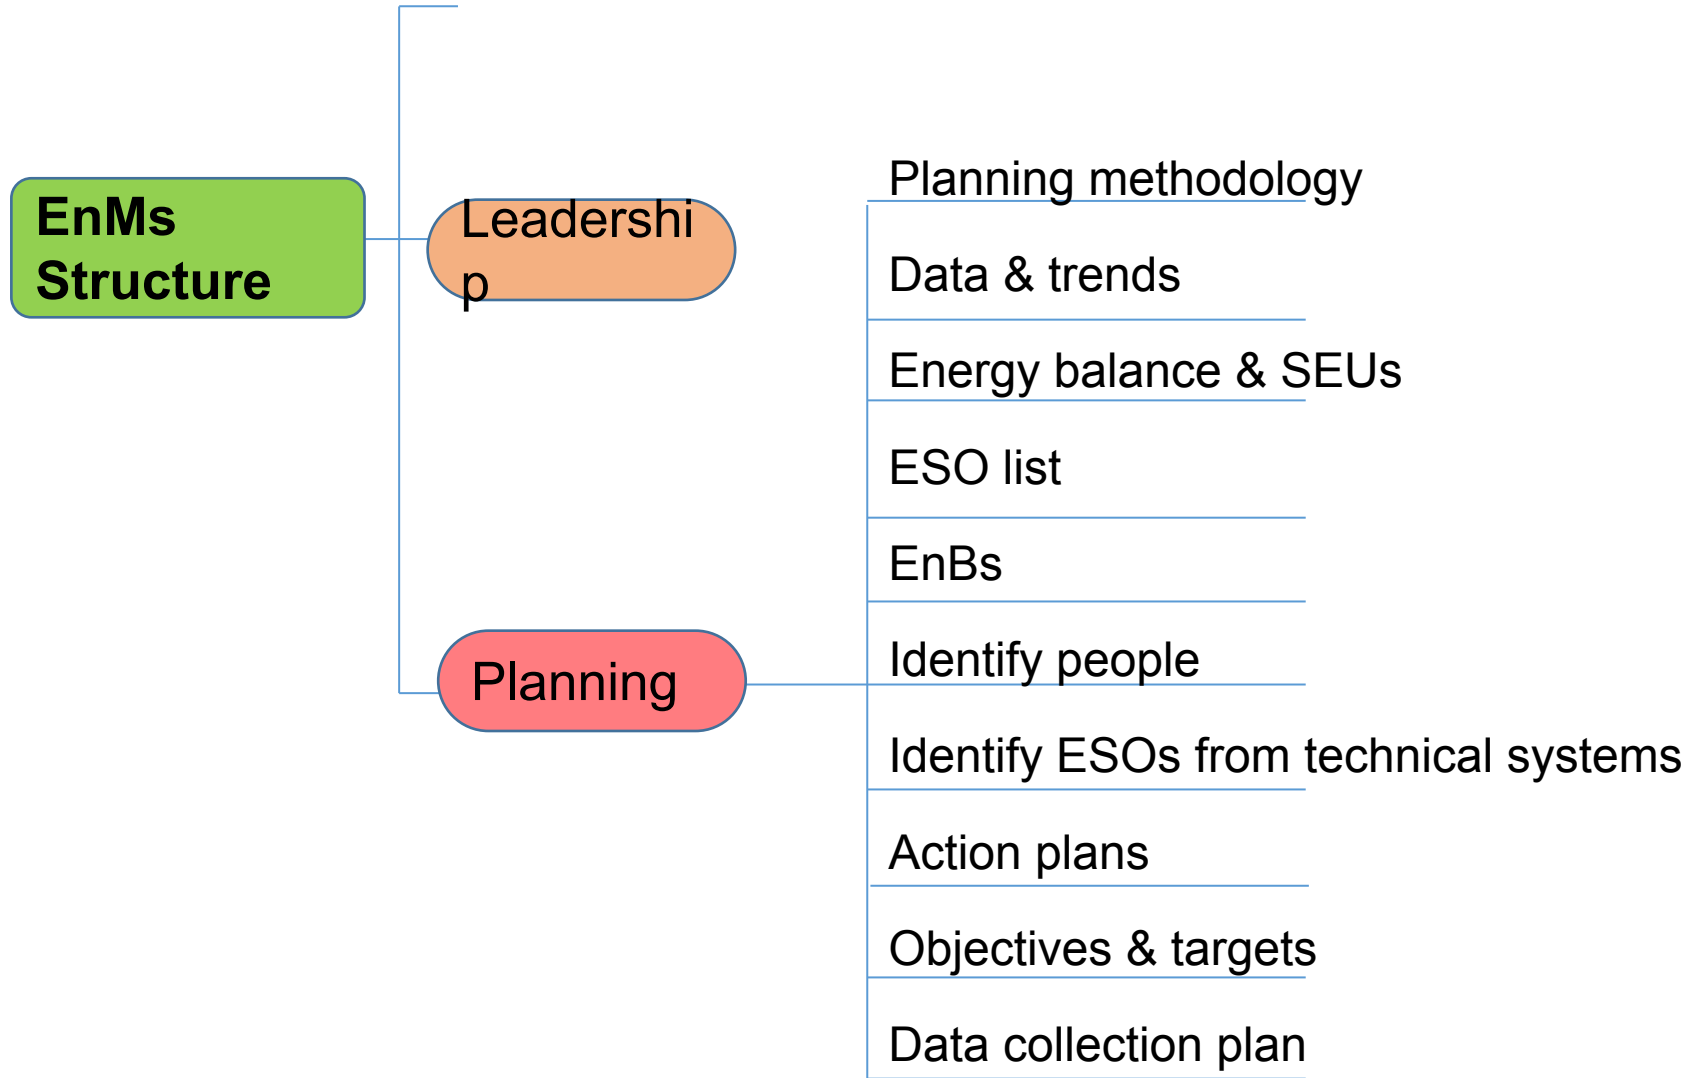 EnMs
Structure
Leadershi
p
Planning
Planning methodology
Data & trends
Energy balance & SEUs
ESO list
EnBs
Identify people
Identify ESOs from technical systems
Action plans
Objectives & targets
Data collection plan